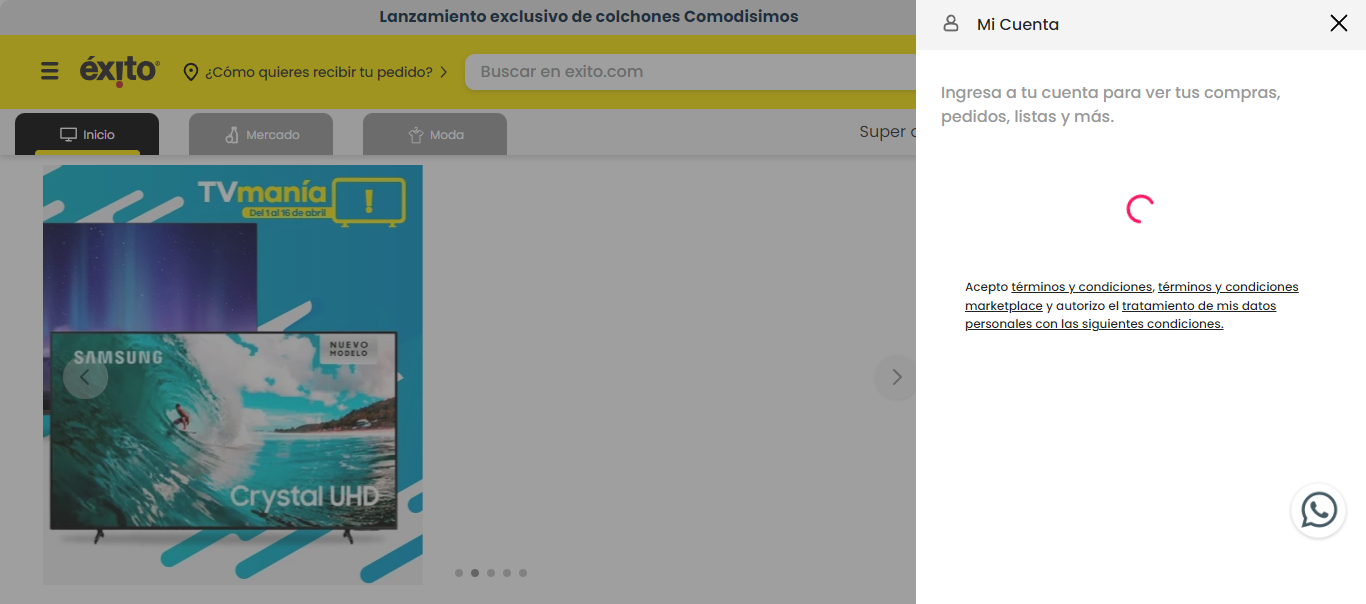 Lanzamiento exclusivo de colchones Comodisimos
éxito
¿Cómo quieres recibir tu pedido?
Buscar en exito.com
Inicio
Mercado
Moda
Super
TVmanía
Del 1 al 16 de abril
SAMSUNG
NUEVO
MODELO
Crystal UHD
Mi Cuenta
Ingresa a tu cuenta para ver tus compras,
pedidos, listas y más.
Acepto términos y condiciones, términos y condiciones
marketplace y autorizo el tratamiento de mis datos
personales con las siguientes condiciones.